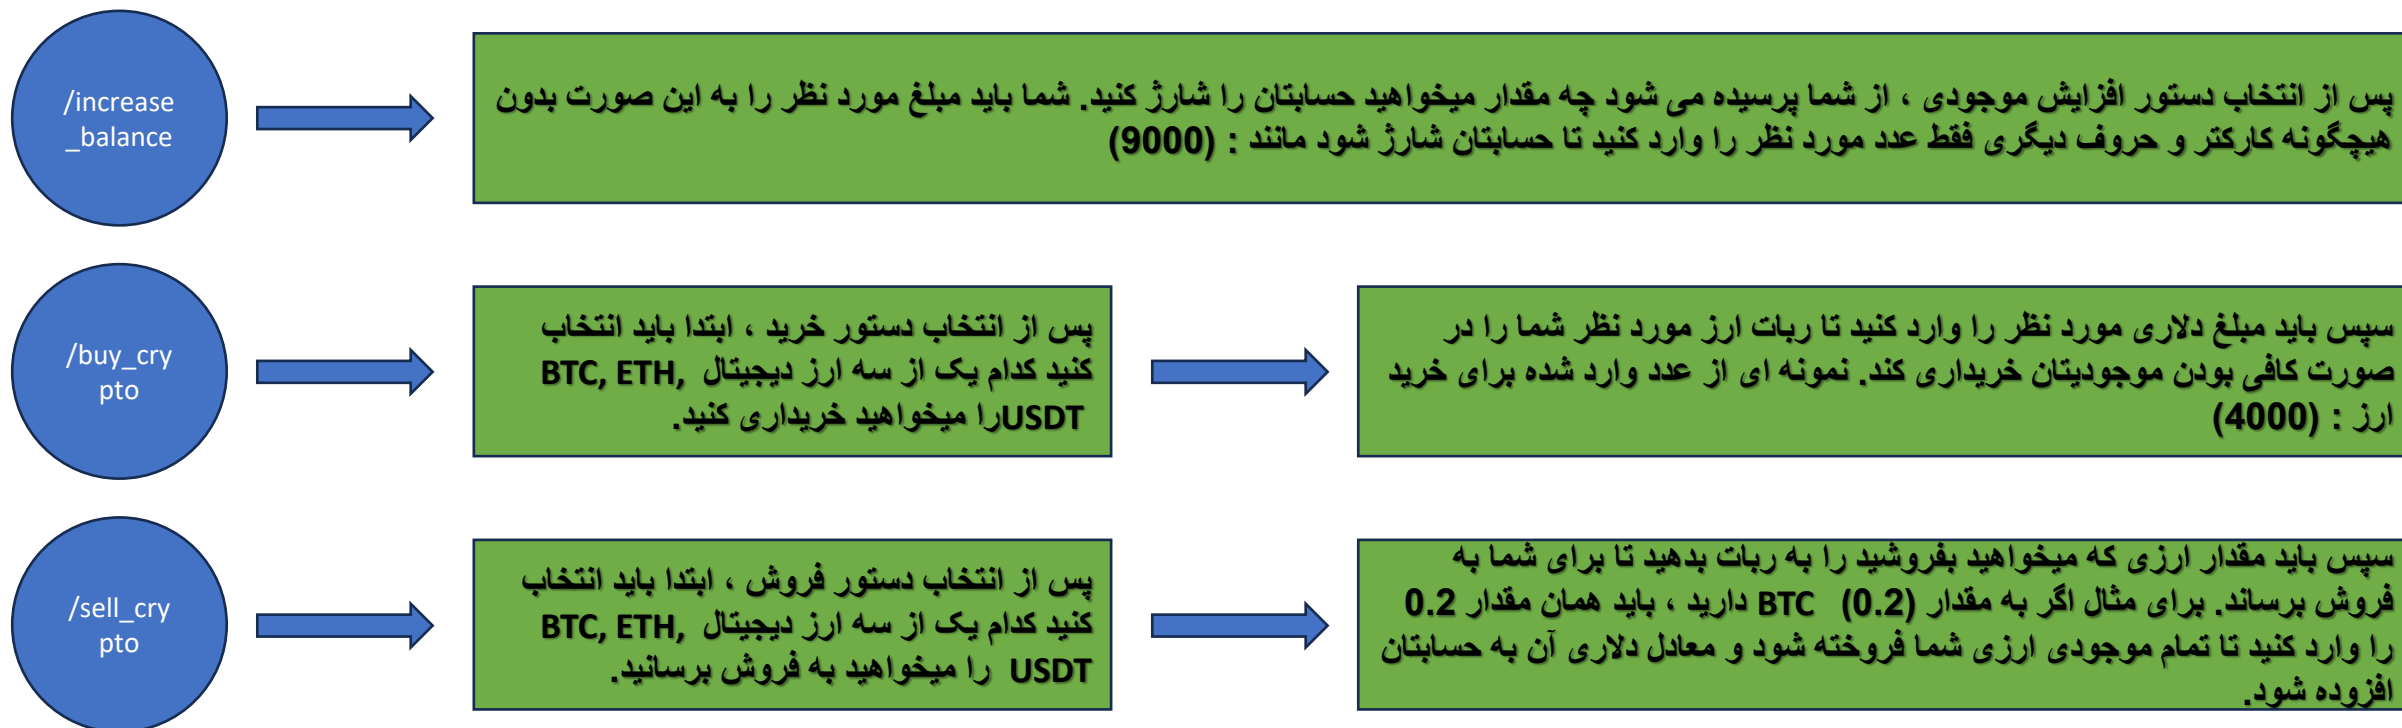 /increase
_balance
پس از انتخاب دستور افزایش موجودی ، از شما پرسیده می شود چه مقدار میخواهید حسابتان را شارژ کنید. شما باید مبلغ مورد نظر را به این صورت بدون
هیچگونه کارکتر و حروف دیگری فقط عدد مورد نظر را وارد کنید تا حسابتان شارژ شود مانند : (9000)
/buy_cry
pto
پس از انتخاب دستور خرید ، ابتدا باید انتخاب
کنید کدام یک از سه ارز دیجیتال BTC, ETH,
USDTرا میخواهید خریداری کنید.
سپس باید مبلغ دلاری مورد نظر را وارد کنید تا ربات ارز مورد نظر شما را در
صورت کافی بودن موجودیتان خریداری کند. نمونه ای از عدد وارد شده برای خرید
ارز : (4000)
/sell_cry
pto
پس از انتخاب دستور فروش ، ابتدا باید انتخاب
کنید کدام یک از سه ارز دیجیتال BTC, ETH,
USDT را میخواهید به فروش برسانید.
سپس باید مقدار ارزی که میخواهید بفروشید را به ربات بدهید تا برای شما به
فروش برساند. برای مثال اگر به مقدار (0.2) BTC دارید ، باید همان مقدار 0.2
را وارد کنید تا تمام موجودی ارزی شما فروخته شود و معادل دلاری آن به حسابتان
افزوده شود.